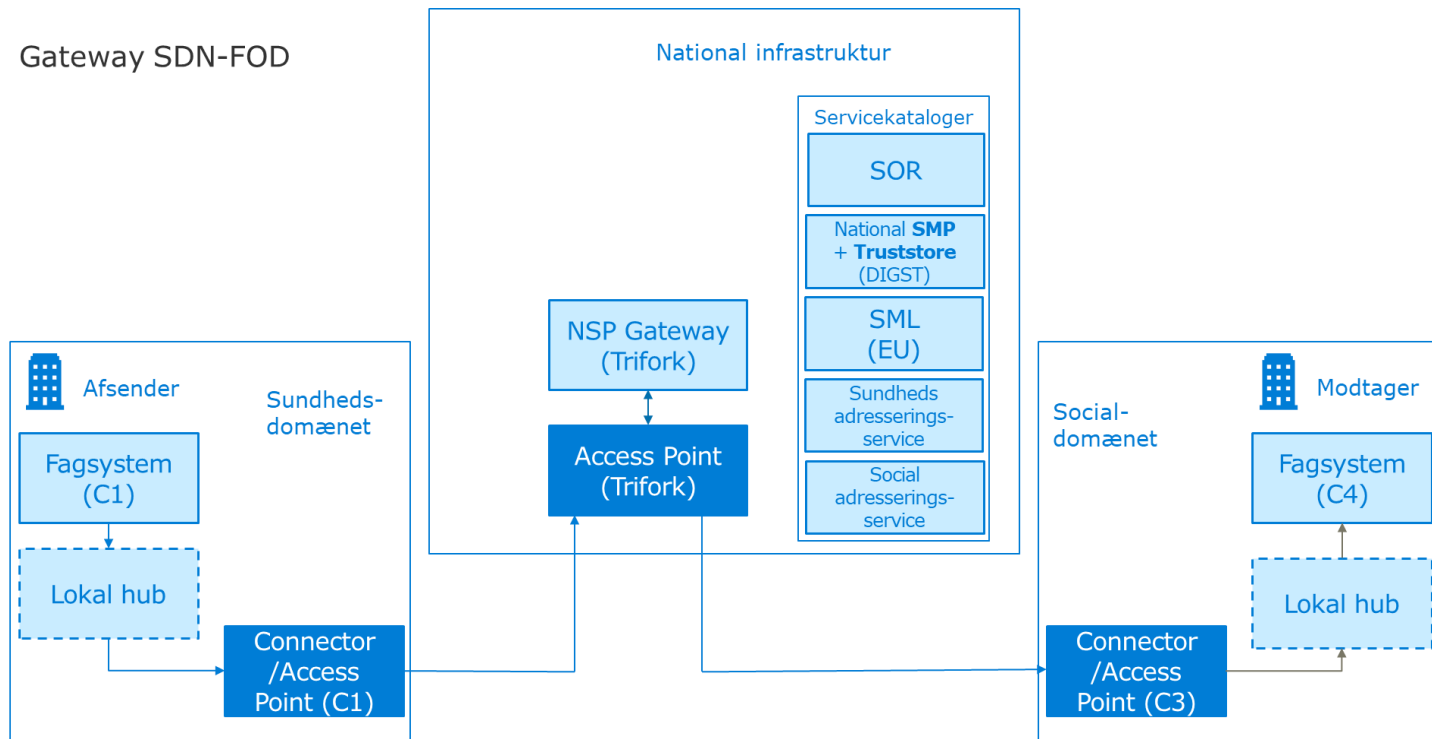 Gateway SDN-FOD
National infrastruktur
Servicekataloger
SOR
National SMP
+ Truststore
(DIGST)
SML
(EU)
Sundheds
adresserings-
service
Social
adresserings-
service
NSP Gateway
(Trifork)
Access Point
(Trifork)
Afsender
Sundheds-
domænet
Fagsystem
(C1)
Lokal hub
Connector
/Access
Point (C1)
Modtager
Social-
domænet
Fagsystem
(C4)
Lokal hub
Connector
/Access
Point (C3)